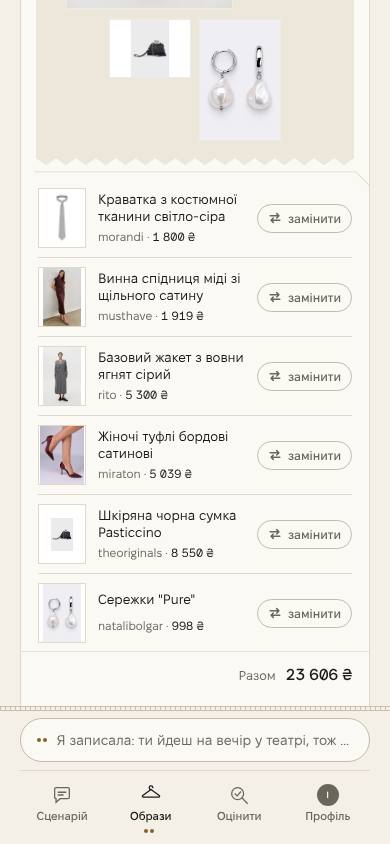 Краватка з костюмної
тканини світло-сіра
morandi · 1 800 ₴
замінити
Винна спідниця міді зі
щільного сатину
musthave · 1 919 ₴
замінити
Базовий жакет з вовни
ягнят сірий
rito · 5 300 ₴
замінити
Жіночі туфлі бордові
сатинові
miraton · 5 039 ₴
замінити
Шкіряна чорна сумка
Pasticcino
theoriginals · 8 550 ₴
замінити
Сережки "Pure"
natalibolgar · 998 ₴
замінити
Разом 23 606 ₴
Я записала: ти йдеш на вечір у театрі, тож ...
Сценарій
Образи
Оцінити
І
Профіль